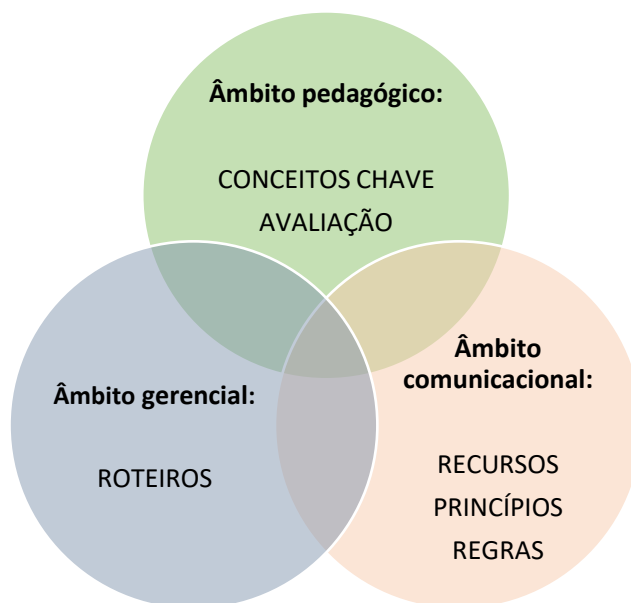 Âmbito pedagógico:
CONCEITOS CHAVE
AVALIAÇÃO
Âmbito gerencial:
ROTEIROS
Âmbito
comunicacional:
RECURSOS
PRINCÍPIOS
REGRAS